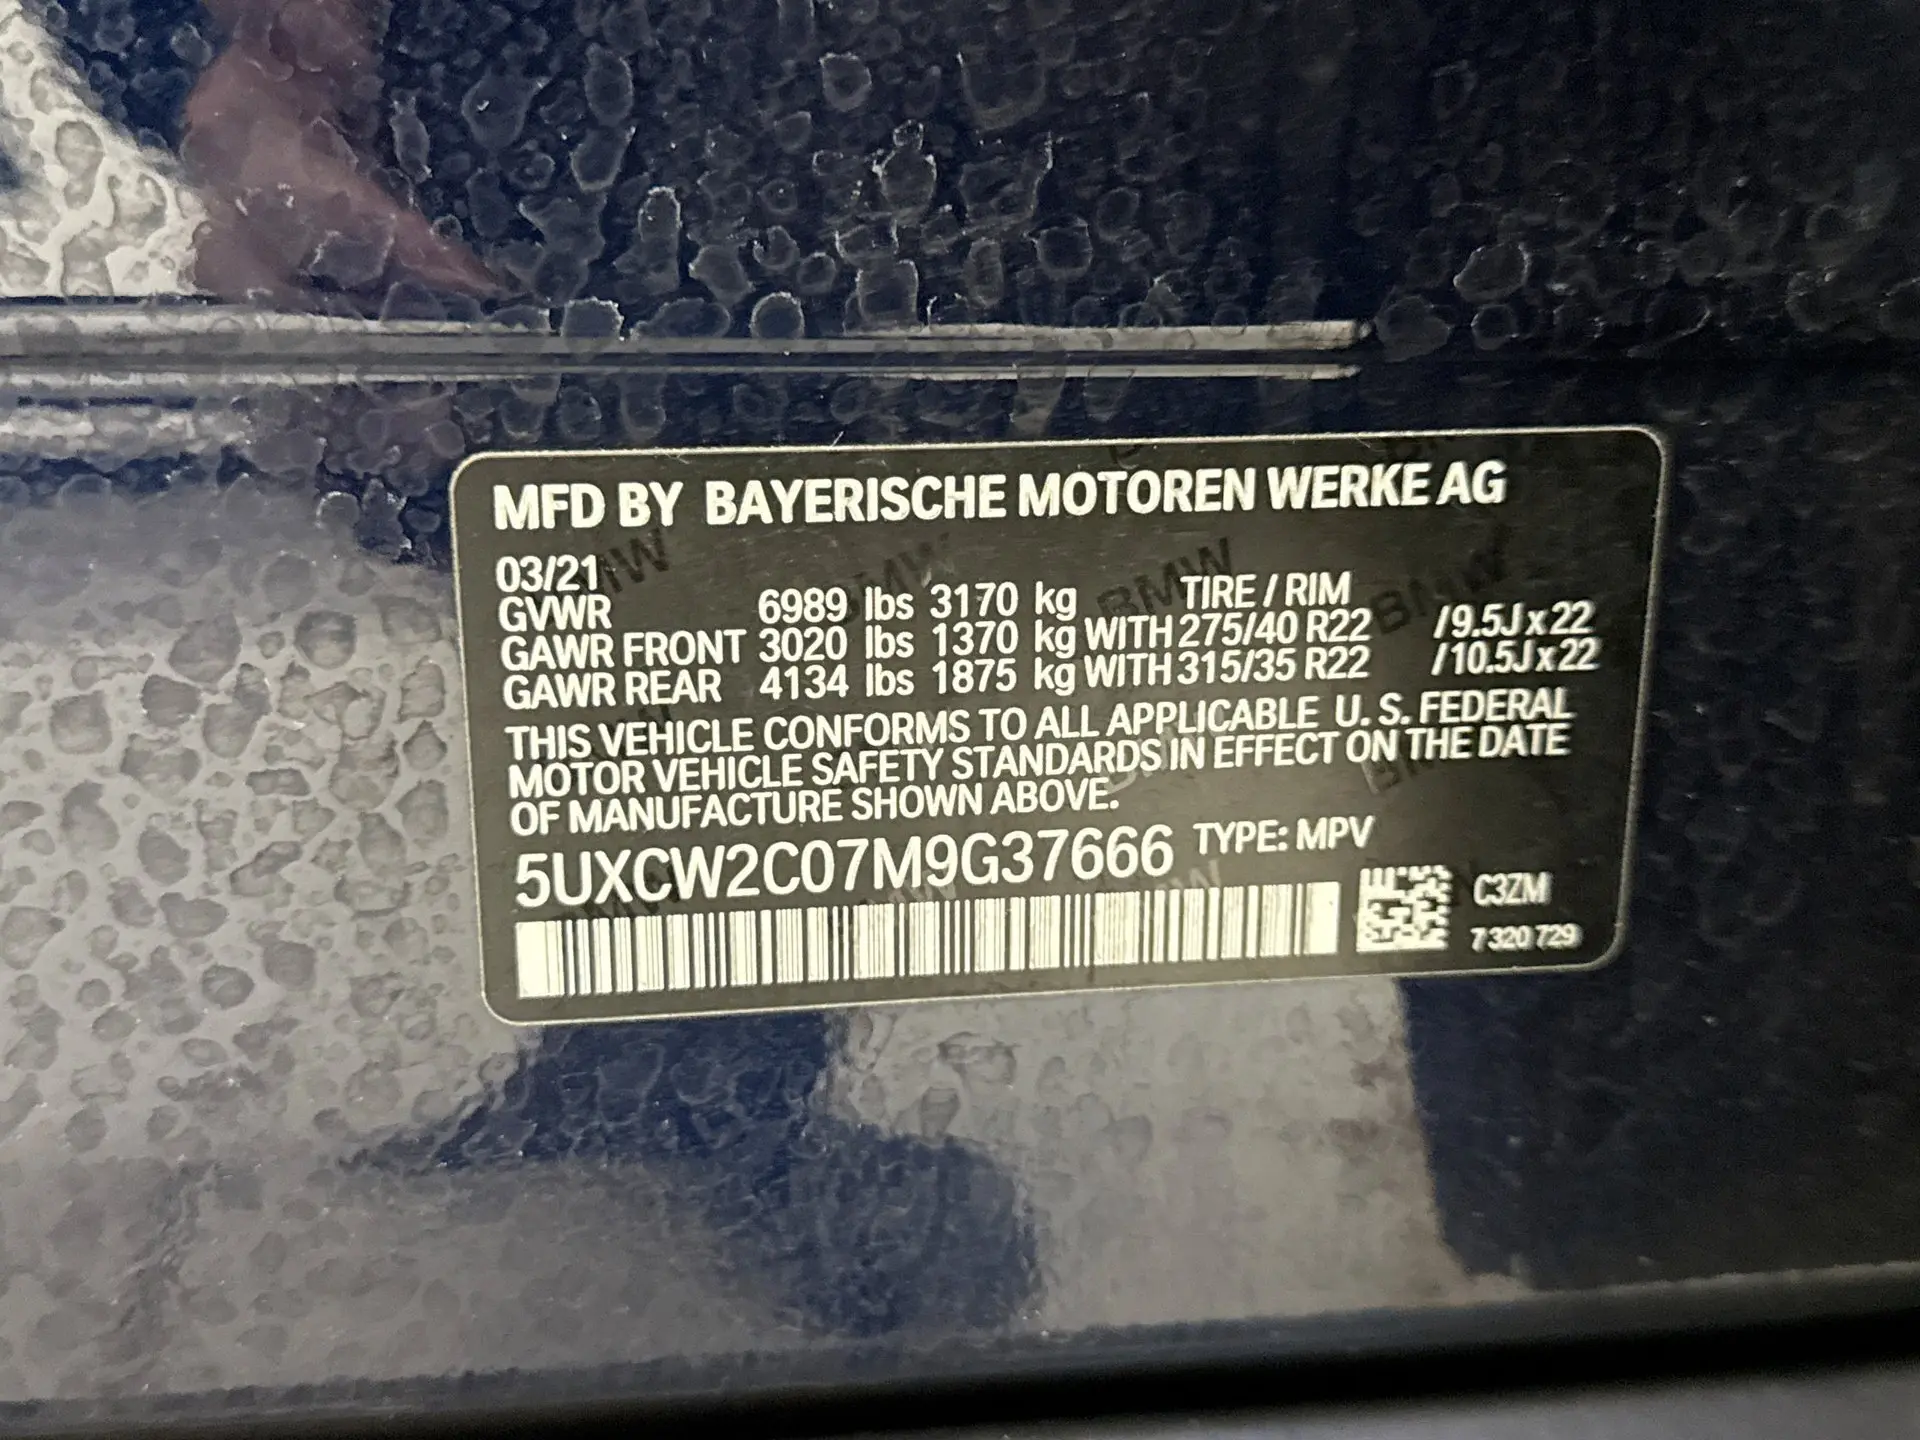 MFD BY BAYERISCHE MOTOREN WERKE AG
03/21
GVWR 6989 lbs 3170 kg TIRE / RIM
GAWR FRONT 3020 lbs 1370 kg WITH 275/40 R22 /9.5J x 22
GAWR REAR 4134 lbs 1875 kg WITH 315/35 R22 /10.5J x 22
THIS VEHICLE CONFORMS TO ALL APPLICABLE U. S. FEDERAL
MOTOR VEHICLE SAFETY STANDARDS IN EFFECT ON THE DATE
OF MANUFACTURE SHOWN ABOVE.
5UXCW2C07M9G37666 TYPE: MPV
C3ZM
7 320 729